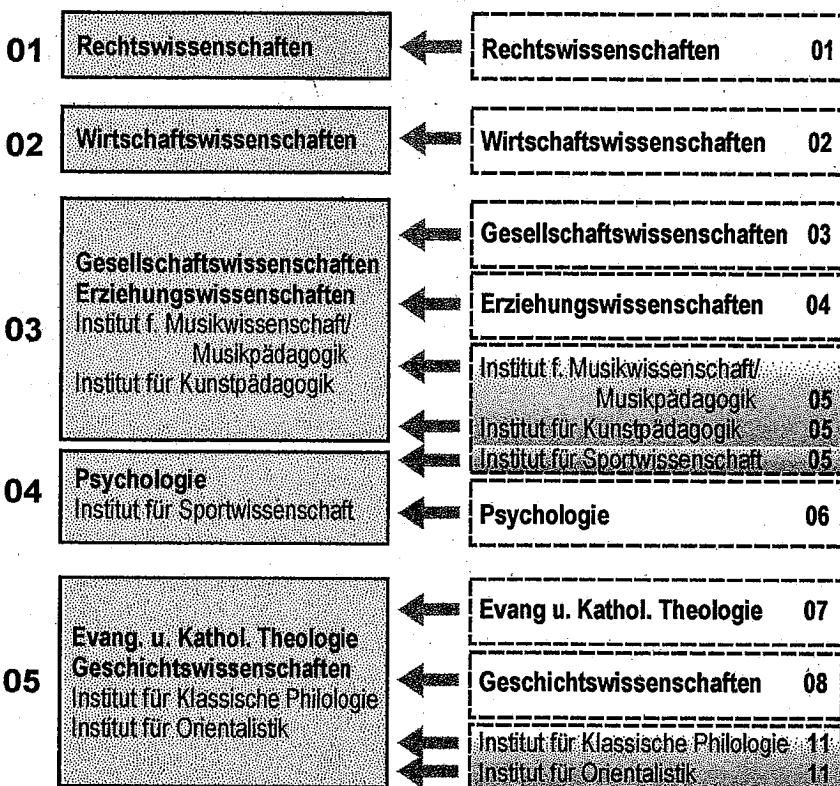 01 Rechtswissenschaften
02 Wirtschaftswissenschaften
03 Gesellschaftswissenschaften
Erziehungswissenschaften
Institut f. Musikwissenschaft/
Musikpädagogik
Institut für Kunstpädagogik
04 Psychologie
Institut für Sportwissenschaft
05 Evang. u. Kathol. Theologie
Geschichtswissenschaften
Institut für Klassische Philologie
Institut für Orientalistik
Rechtswissenschaften 01
Wirtschaftswissenschaften 02
Gesellschaftswissenschaften 03
Erziehungswissenschaften 04
Institut f. Musikwissenschaft/
Musikpädagogik 05
Institut für Kunstpädagogik 05
Institut für Sportwissenschaft 05
Psychologie 06
Evang u. Kathol. Theologie 07
Geschichtswissenschaften 08
Institut für Klassische Philologie 11
Institut für Orientalistik 11